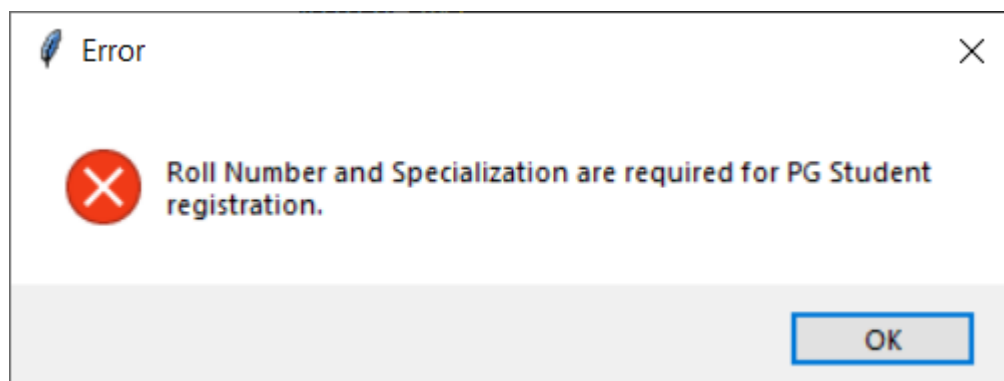 Error
Roll Number and Specialization are required for PG Student
registration.
OK